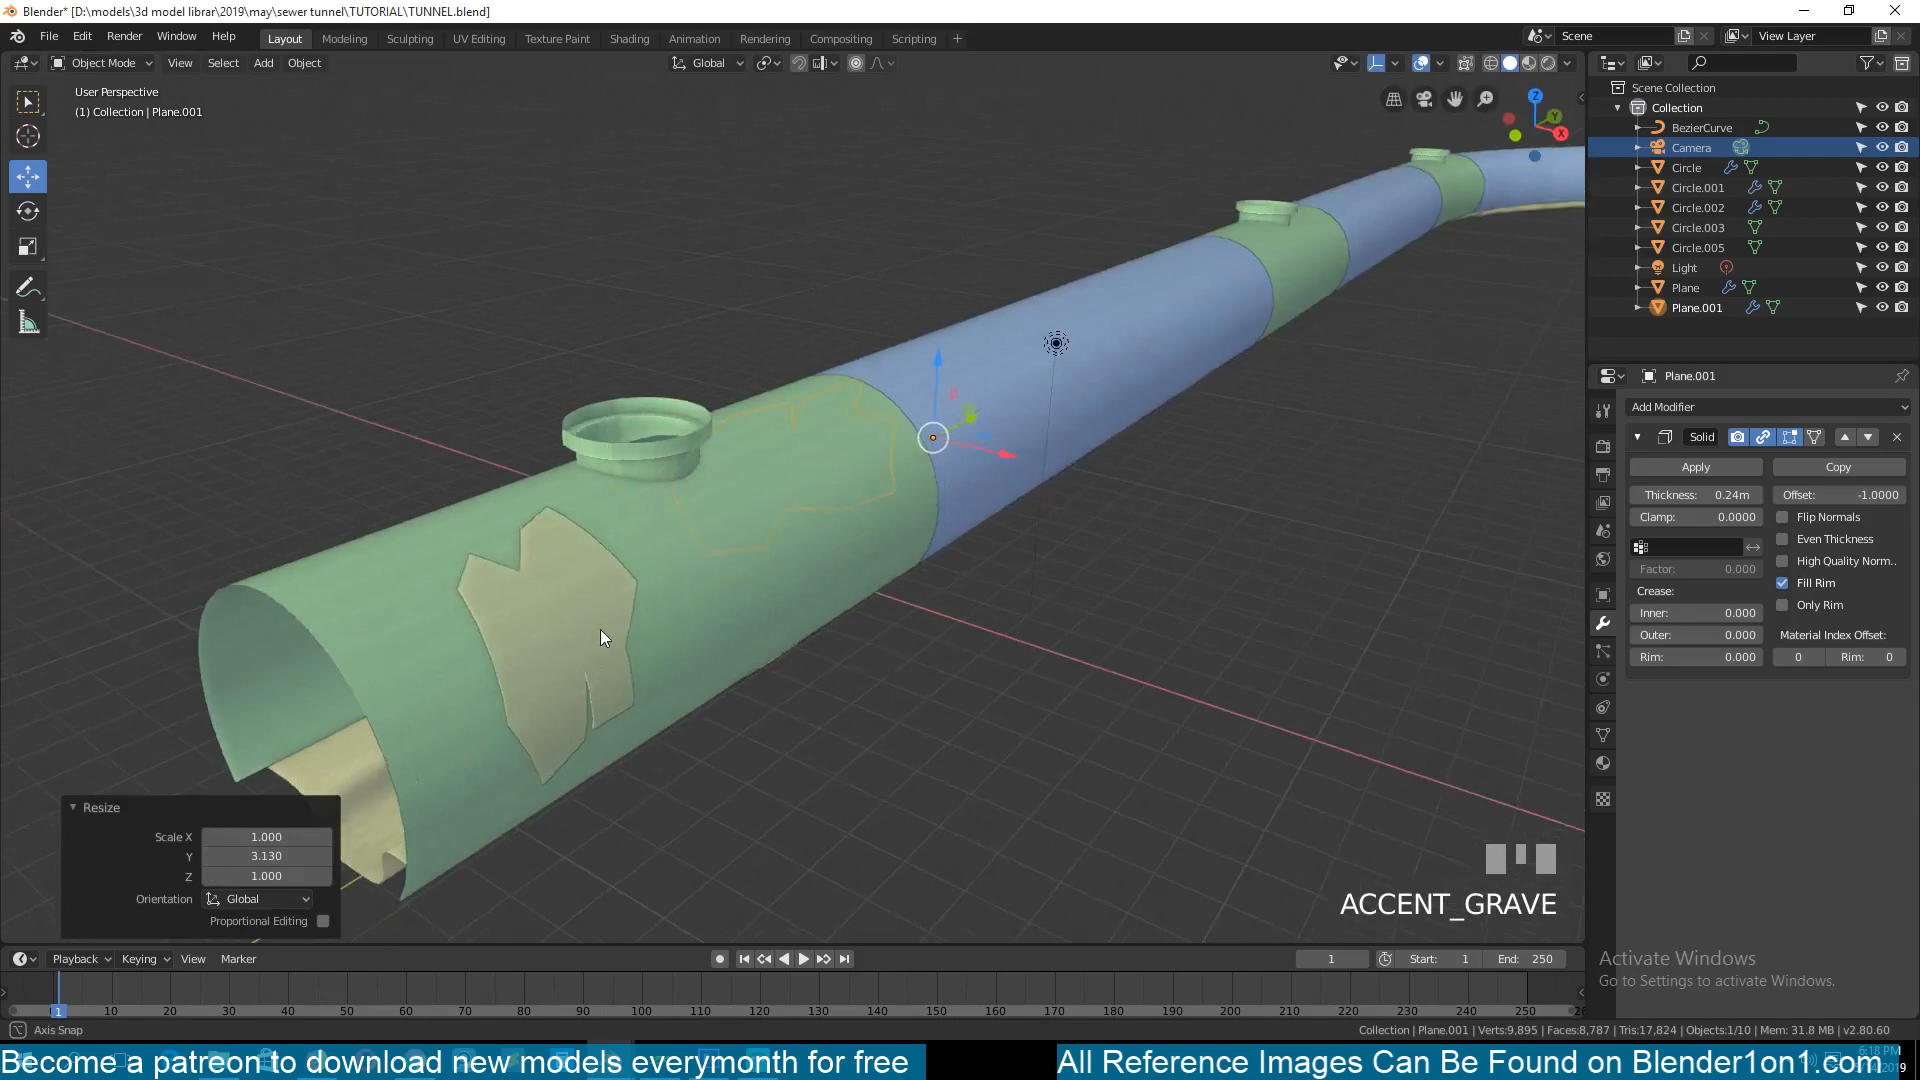 Blender* [D:\models\3d model librar\2019\may\sewer tunnel\TUTORIAL\TUNNEL.blend]
File Edit Render Window Help Layout Modeling Sculpting UV Editing Texture Paint Shading Animation Rendering Compositing Scripting + Scene View Layer
Object Mode View Select Add Object Global
User Perspective
(1) Collection | Plane.001
Z
Y
X
Scene Collection
Collection
BezierCurve
Camera
Circle
Circle.001
Circle.002
Circle.003
Circle.005
Light
Plane
Plane.001
Plane.001
Add Modifier
Solid
Apply Copy
Thickness: 0.24m Offset: -1.0000
Clamp: 0.0000 Flip Normals
Even Thickness
High Quality Norm..
Factor: 0.000 Fill Rim
Crease: Only Rim
Inner: 0.000
Outer: 0.000 Material Index Offset:
Rim: 0.000 0 Rim: 0
Resize
Scale X 1.000
Y 3.130
Z 1.000
Orientation Global
Proportional Editing
ACCENT_GRAVE
Playback Keying View Marker 1 Start: 1 End: 250
1 10 20 30 40 50 60 70 80 90 100 110 120 130 140 150 160 170 180 190 200 210 220 230 240 250
Activate Windows
Go to Settings to activate Windows.
Axis Snap
Collection | Plane.001 | Verts:9,895 | Faces:8,787 | Tris:17,824 | Objects:1/10 | Mem: 31.8 MB | v2.80.60
Become a patreon to download new models everymonth for free
All Reference Images Can Be Found on Blender1on1.com